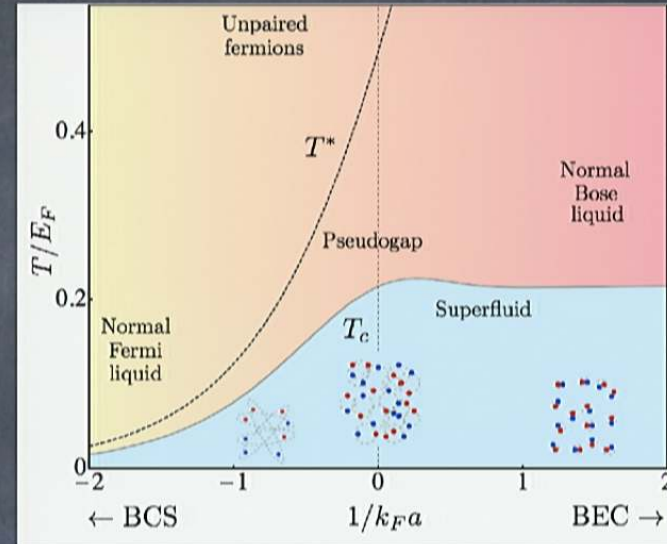 Unpaired
fermions
0.4
T*
Normal
Bose
liquid
T/E_F
Pseudogap
0.2
Superfluid
Normal
Fermi
liquid
T_c
0
−2
−1
0
1
2
← BCS
1/k_F a
BEC →